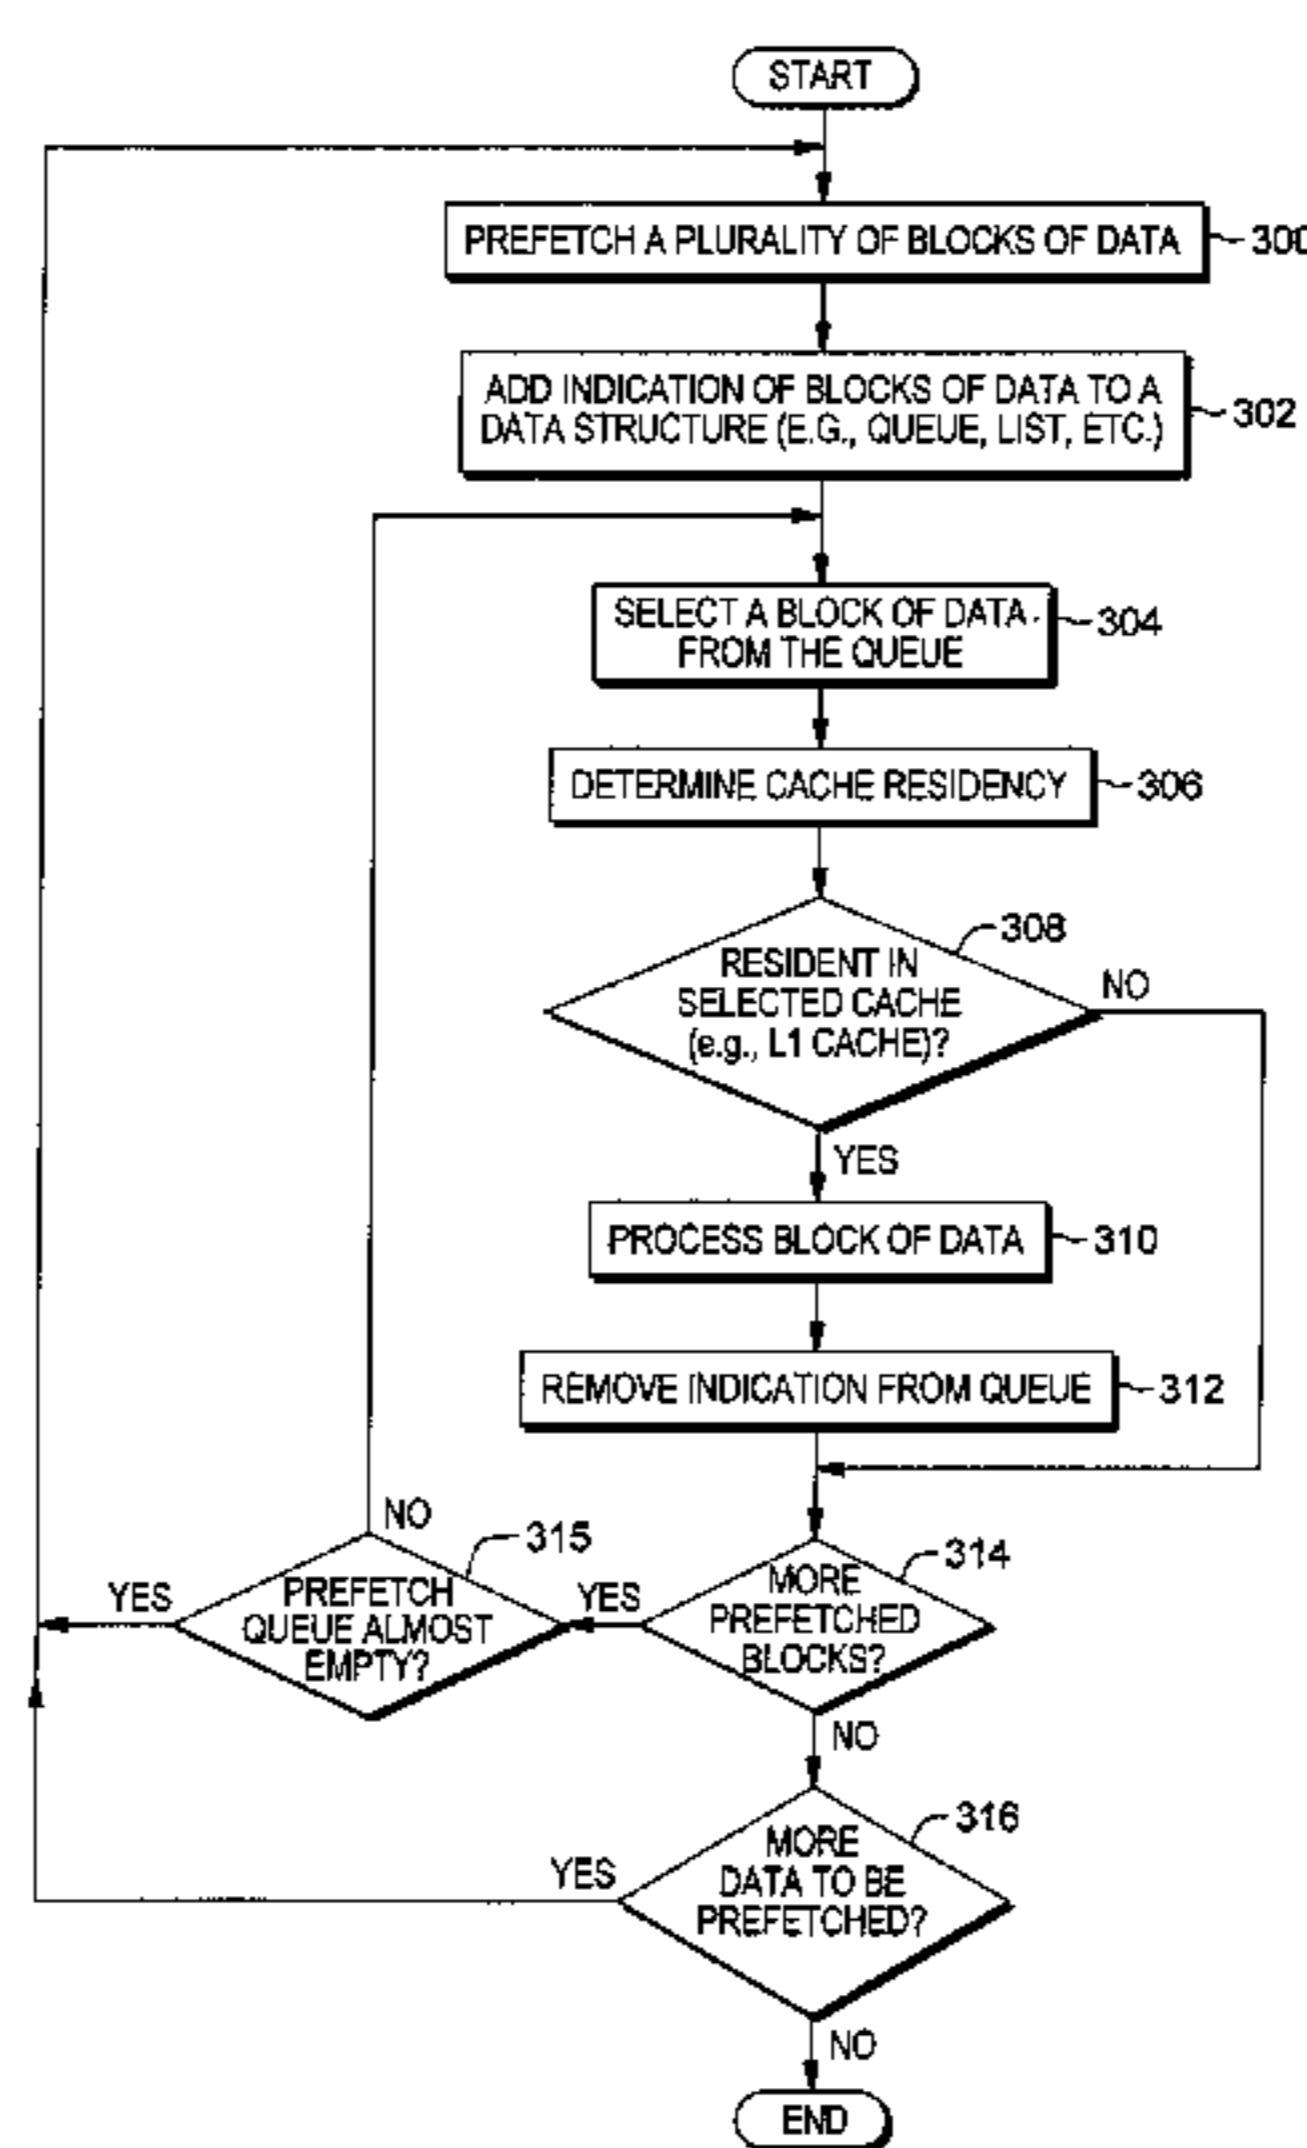 START
PREFETCH A PLURALITY OF BLOCKS OF DATA
300
ADD INDICATION OF BLOCKS OF DATA TO A
DATA STRUCTURE (E.G., QUEUE, LIST, ETC.)
302
SELECT A BLOCK OF DATA
FROM THE QUEUE
304
DETERMINE CACHE RESIDENCY
306
308
RESIDENT IN
SELECTED CACHE
(e.g., L1 CACHE)?
NO
YES
PROCESS BLOCK OF DATA
310
REMOVE INDICATION FROM QUEUE
312
NO
315
314
YES
PREFETCH
QUEUE ALMOST
EMPTY?
YES
MORE
PREFETCHED
BLOCKS?
NO
316
YES
MORE
DATA TO BE
PREFETCHED?
NO
END